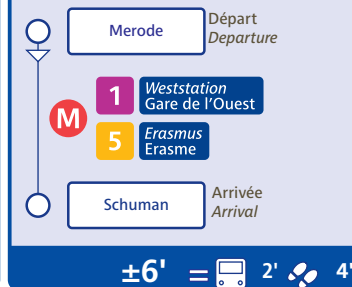 Merode
Départ
Departure
M
1
Weststation
Gare de l'Ouest
5
Erasmus
Erasme
Schuman
Arrivée
Arrival
±6' = 2' 4'